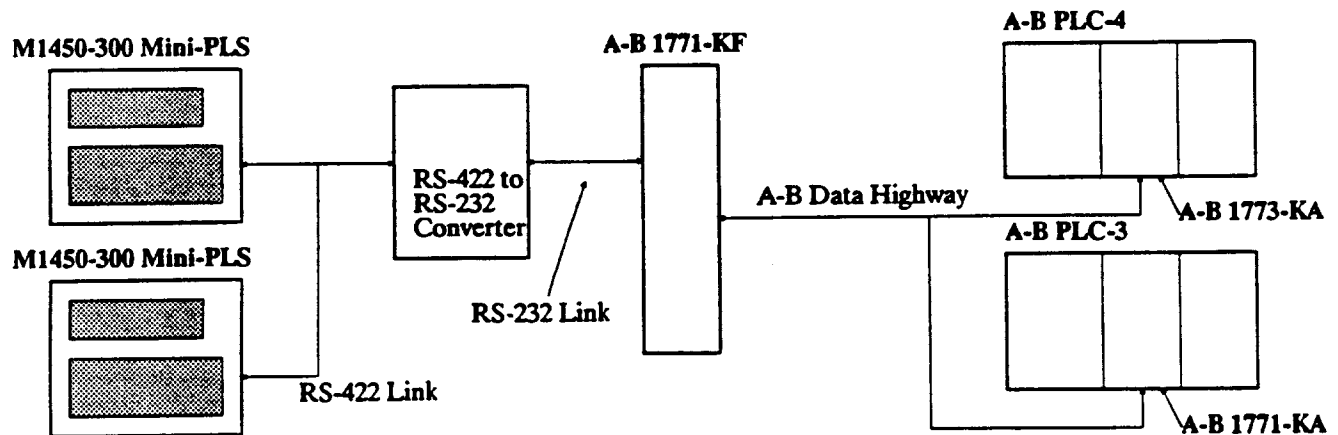 M1450-300 Mini-PLS
M1450-300 Mini-PLS
RS-422 Link
RS-422 to
RS-232
Converter
RS-232 Link
A-B 1771-KF
A-B Data Highway
A-B PLC-4
A-B 1773-KA
A-B PLC-3
A-B 1771-KA